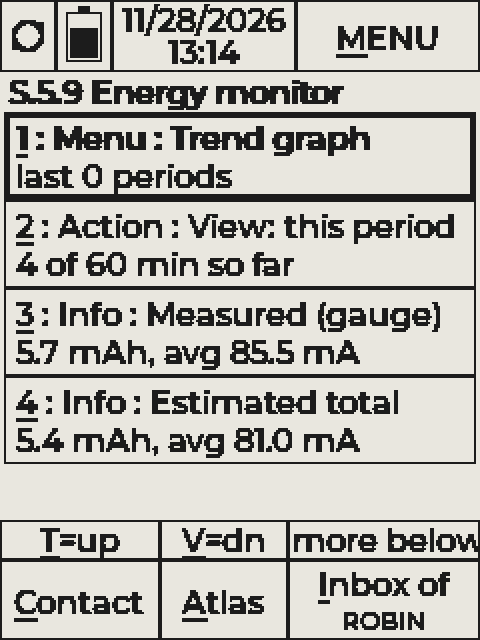 11/28/2026
13:14
MENU
S.5.9 Energy monitor
1 : Menu : Trend graph
last 0 periods
2 : Action : View: this period
4 of 60 min so far
3 : Info : Measured (gauge)
5.7 mAh, avg 85.5 mA
4 : Info : Estimated total
5.4 mAh, avg 81.0 mA
T=up
V=dn
more below
Contact
Atlas
Inbox of
ROBIN